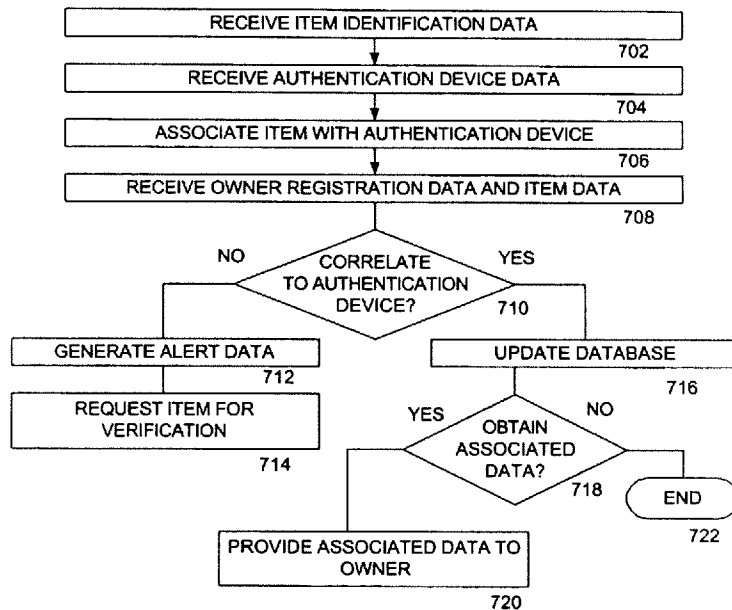 RECEIVE ITEM IDENTIFICATION DATA
702
RECEIVE AUTHENTICATION DEVICE DATA
704
ASSOCIATE ITEM WITH AUTHENTICATION DEVICE
706
RECEIVE OWNER REGISTRATION DATA AND ITEM DATA
708
NO
YES
CORRELATE
TO AUTHENTICATION
DEVICE?
710
GENERATE ALERT DATA
712
UPDATE DATABASE
716
REQUEST ITEM FOR
VERIFICATION
714
YES
NO
OBTAIN
ASSOCIATED
DATA?
718
END
722
PROVIDE ASSOCIATED DATA TO
OWNER
720